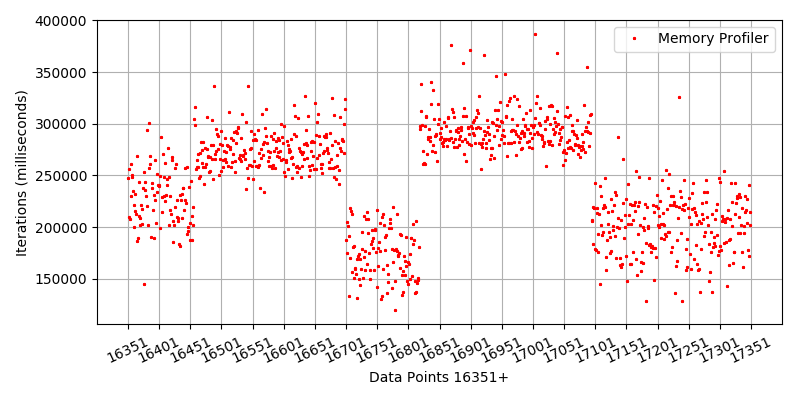 400000
350000
300000
250000
200000
150000
Iterations (milliseconds)
Memory Profiler
16351 16401 16451 16501 16551 16601 16651 16701 16751 16801 16851 16901 16951 17001 17051 17101 17151 17201 17251 17301 17351
Data Points 16351+